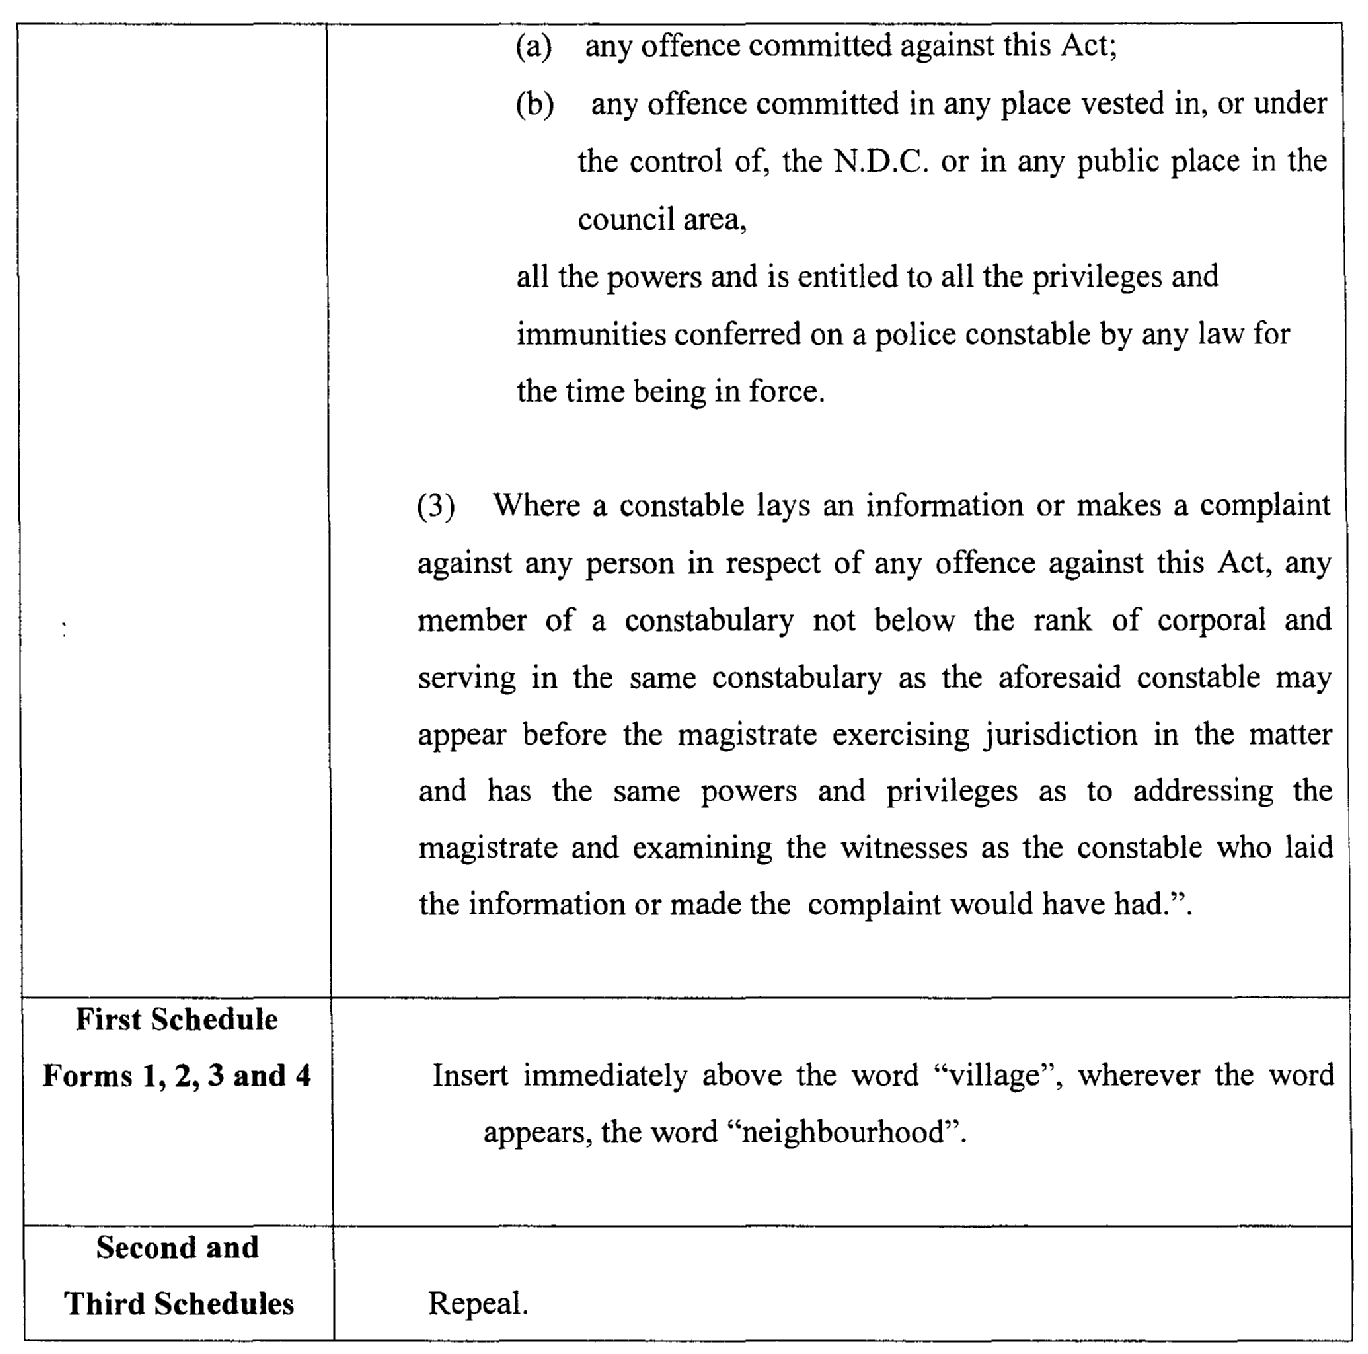 (a) any offence committed against this Act;
(b) any offence committed in any place vested in, or under
the control of, the N.D.C. or in any public place in the
council area,
all the powers and is entitled to all the privileges and
immunities conferred on a police constable by any law for
the time being in force.
(3) Where a constable lays an information or makes a complaint
against any person in respect of any offence against this Act, any
member of a constabulary not below the rank of corporal and
serving in the same constabulary as the aforesaid constable may
appear before the magistrate exercising jurisdiction in the matter
and has the same powers and privileges as to addressing the
magistrate and examining the witnesses as the constable who laid
the information or made the complaint would have had.”.
First Schedule
Forms 1, 2, 3 and 4
Insert immediately above the word “village”, wherever the word
appears, the word “neighbourhood”.
Second and
Third Schedules
Repeal.